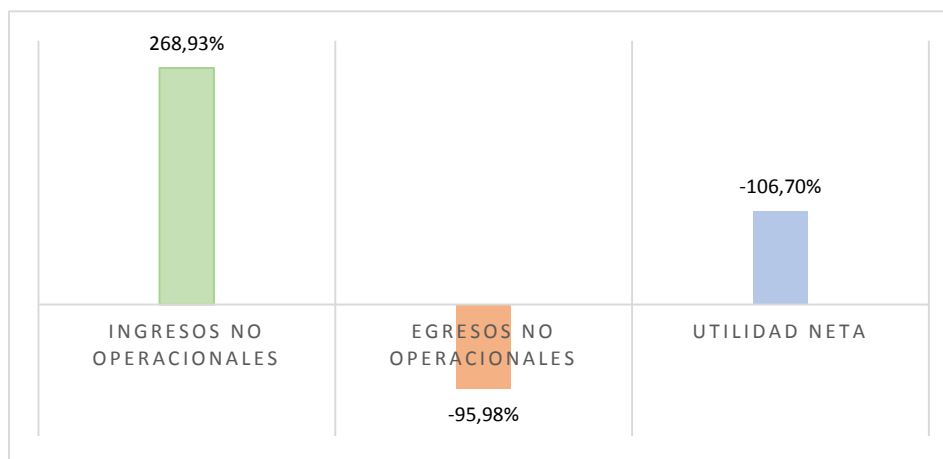 268,93%
-106,70%
INGRESOS NO
OPERACIONALES
EGRESOS NO
OPERACIONALES
UTILIDAD NETA
-95,98%